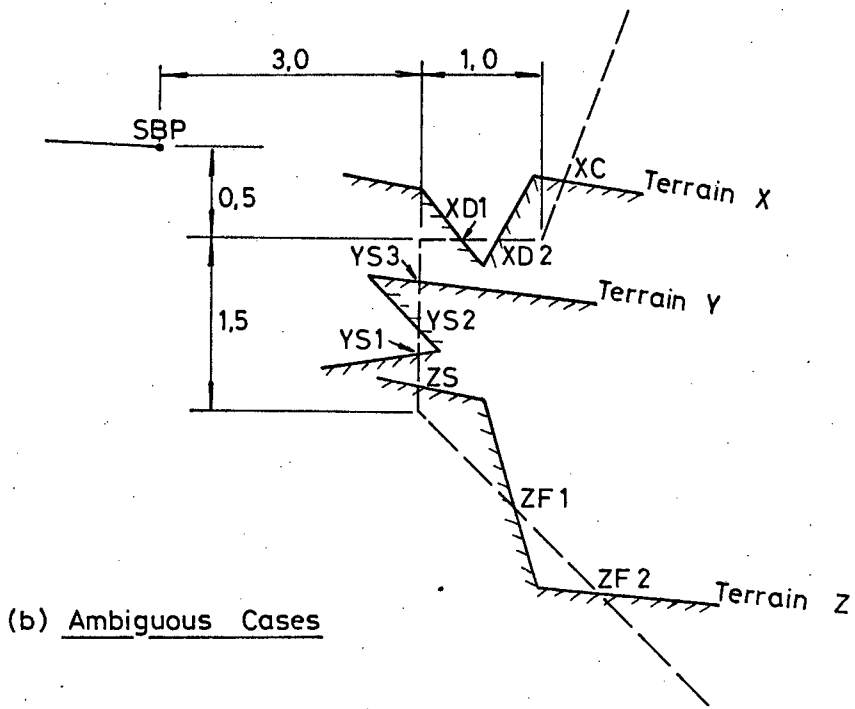 3,0
1,0
SBP
XC
Terrain X
0,5
XD1
XD2
YS3
Terrain Y
1,5
YS2
YS1
ZS
ZF1
ZF2
Terrain Z
(b) Ambiguous Cases